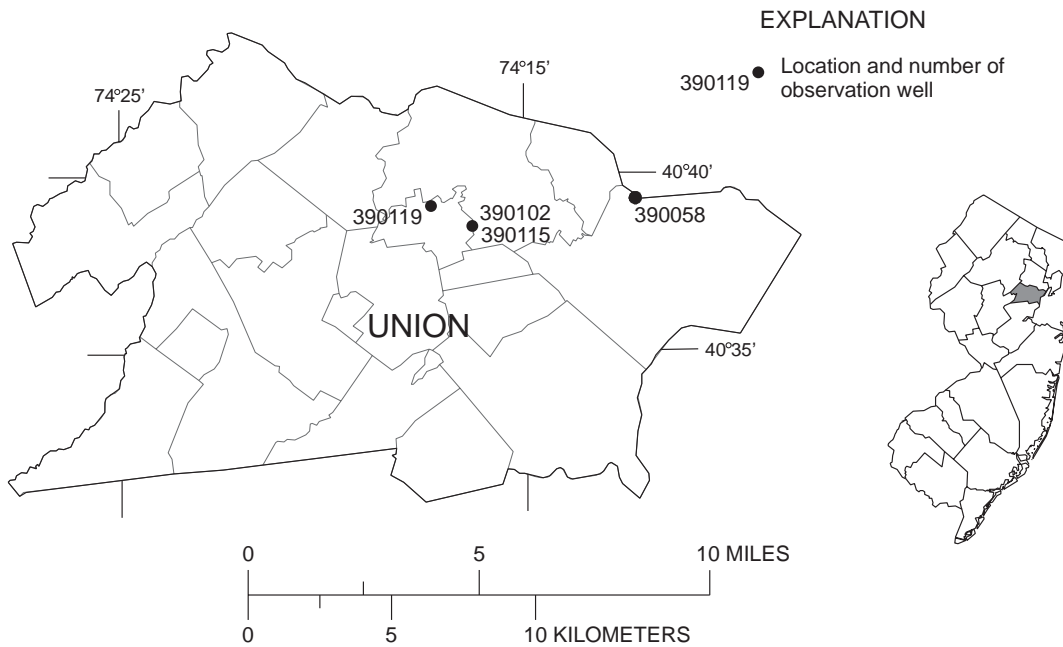 EXPLANATION
390119
Location and number of
observation well
74°25’
74°15’
40°40’
390119
390102
390115
390058
UNION
40°35’
0
5
10 MILES
0
5
10 KILOMETERS